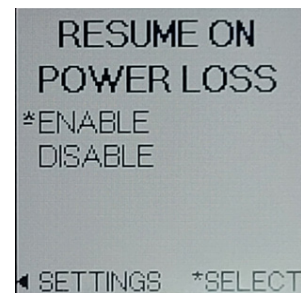 RESUME ON
POWER LOSS
*ENABLE
DISABLE
◄ SETTINGS *SELECT